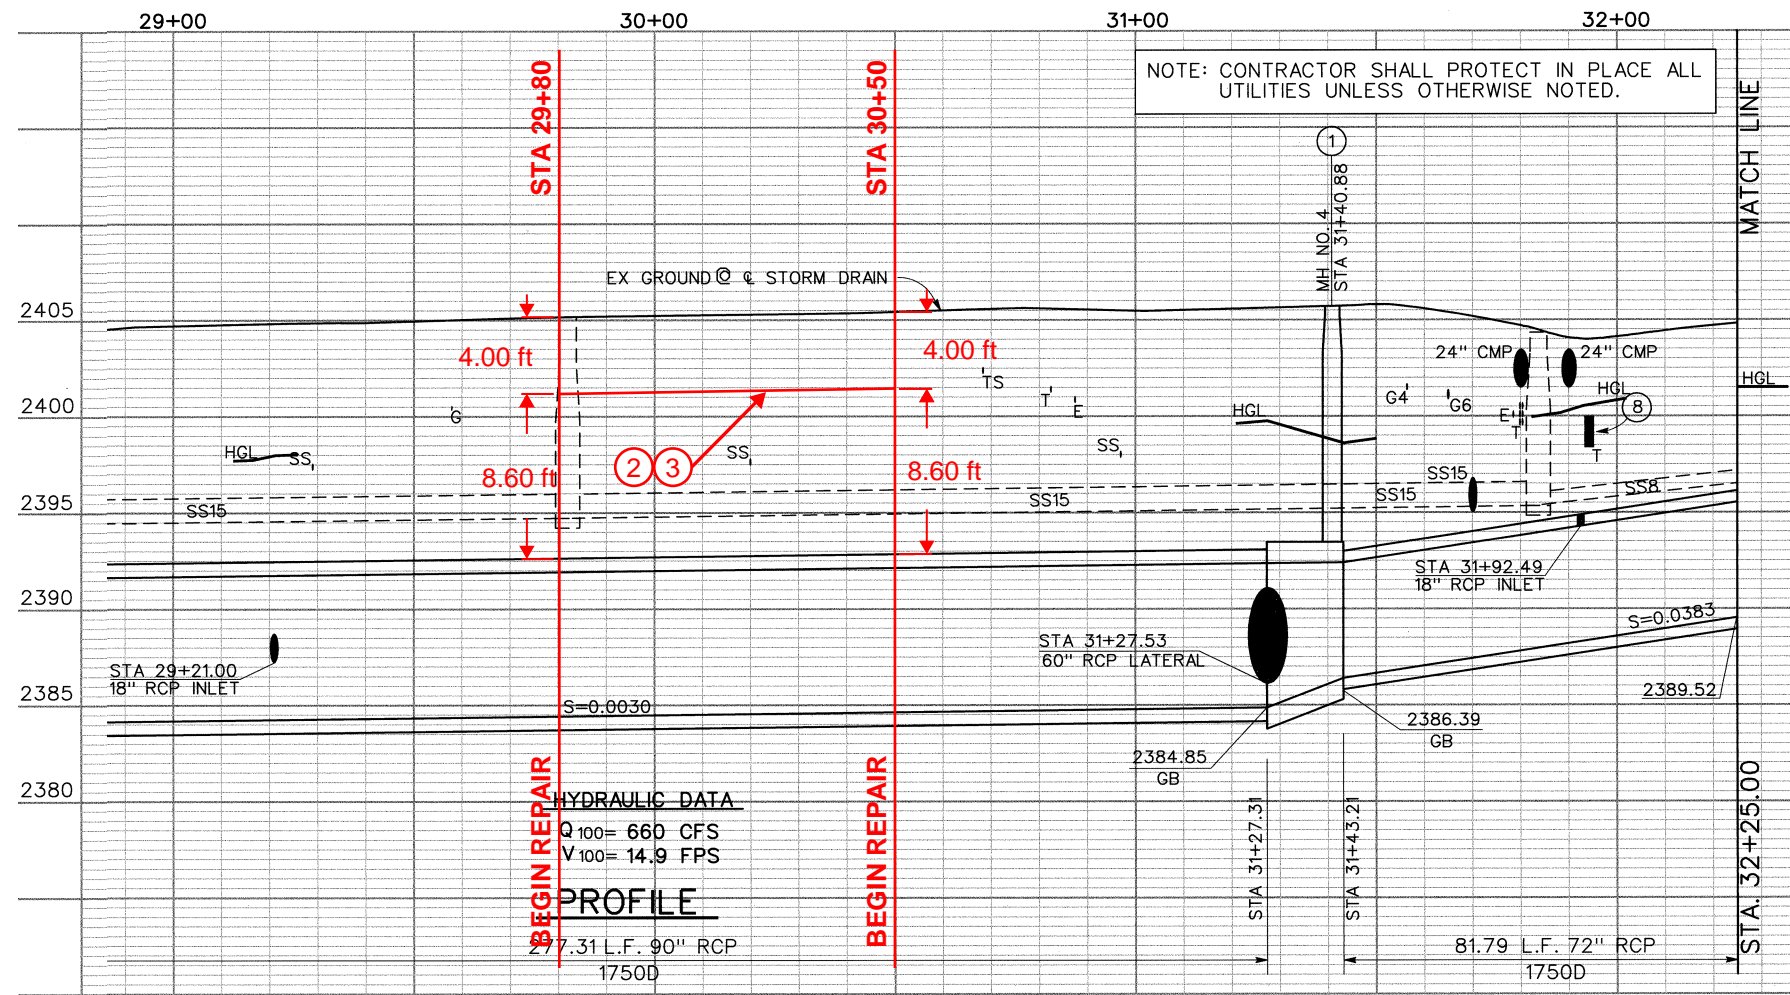 29+00
30+00
31+00
32+00
STA 29+80
STA 30+50
NOTE: CONTRACTOR SHALL PROTECT IN PLACE ALL
UTILITIES UNLESS OTHERWISE NOTED.
MATCH LINE
1
MH NO. 4
STA 31+40.88
EX GROUND @ ℄ STORM DRAIN
2405
4.00 ft
4.00 ft
24" CMP
24" CMP
TS
T
E
G4
G6
HGL
HGL
2400
G
HGL
E
T
8
HGL
SS
SS
SS
T
8.60 ft
2
3
8.60 ft
SS15
SS8
SS15
SS15
2395
SS15
STA 31+92.49
18" RCP INLET
2390
S=0.0383
STA 29+21.00
18" RCP INLET
STA 31+27.53
60" RCP LATERAL
2385
S=0.0030
2389.52
2386.39
GB
2384.85
GB
2380
BEGIN REPAIR
BEGIN REPAIR
HYDRAULIC DATA
Q100= 660 CFS
V100= 14.9 FPS
PROFILE
STA 31+27.31
STA 31+43.21
STA. 32+25.00
277.31 L.F. 90" RCP
1750D
81.79 L.F. 72" RCP
1750D